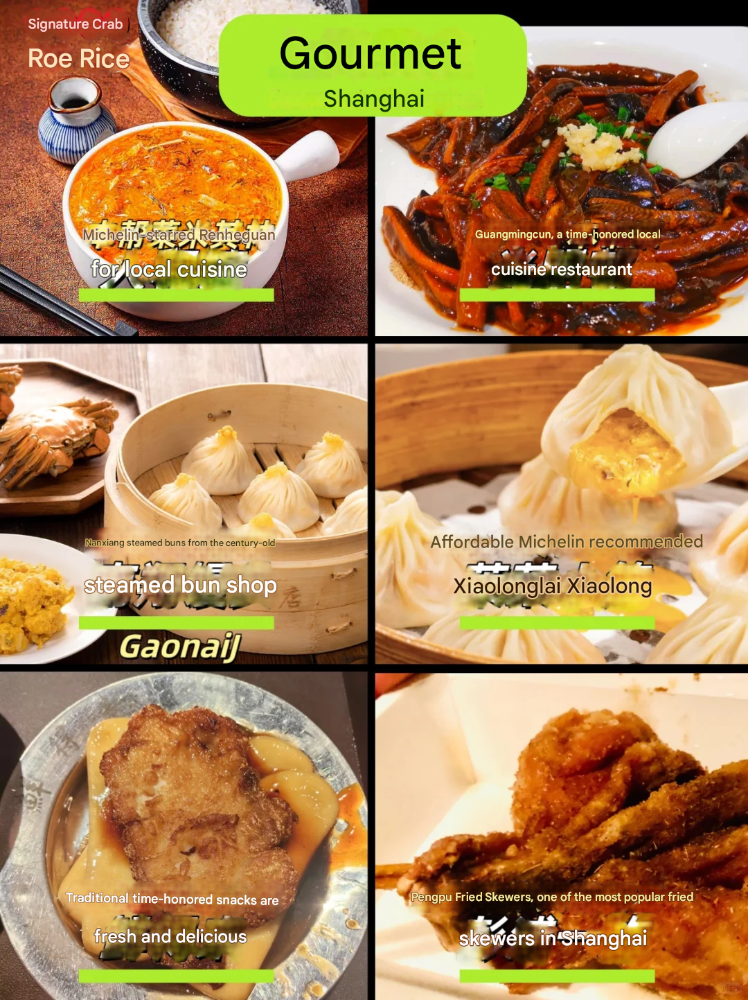 Signature Crab
Roe Rice
Gourmet
Shanghai
Michelin-starred Renheguan
for local cuisine
Guangmingcun, a time-honored local
cuisine restaurant
Nanxiang steamed buns from the century-old
steamed bun shop
GaonaiJ
Affordable Michelin recommended
Xiaolonglai Xiaolong
店
Traditional time-honored snacks are
fresh and delicious
Pengpu Fried Skewers, one of the most popular fried
skewers in Shanghai